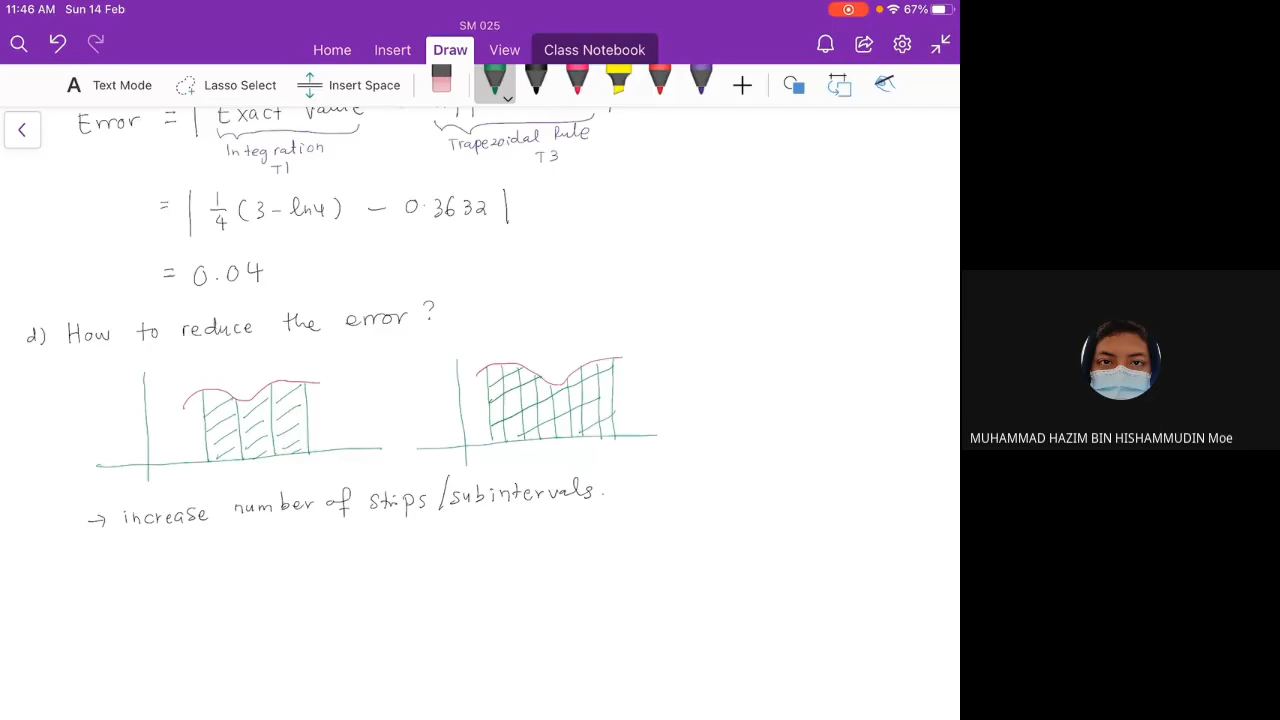 11:46 AM Sun 14 Feb
67%
SM 025
Home Insert Draw View Class Notebook
A Text Mode Lasso Select Insert Space
Error = | Exact Value |
Integration Trapezoidal Rule
T1 T3
= | 1/4 (3 - ln4) - 0.3632 |
= 0.04
d) How to reduce the error?
→ increase number of strips/subintervals.
MUHAMMAD HAZIM BIN HISHAMMUDIN Moe